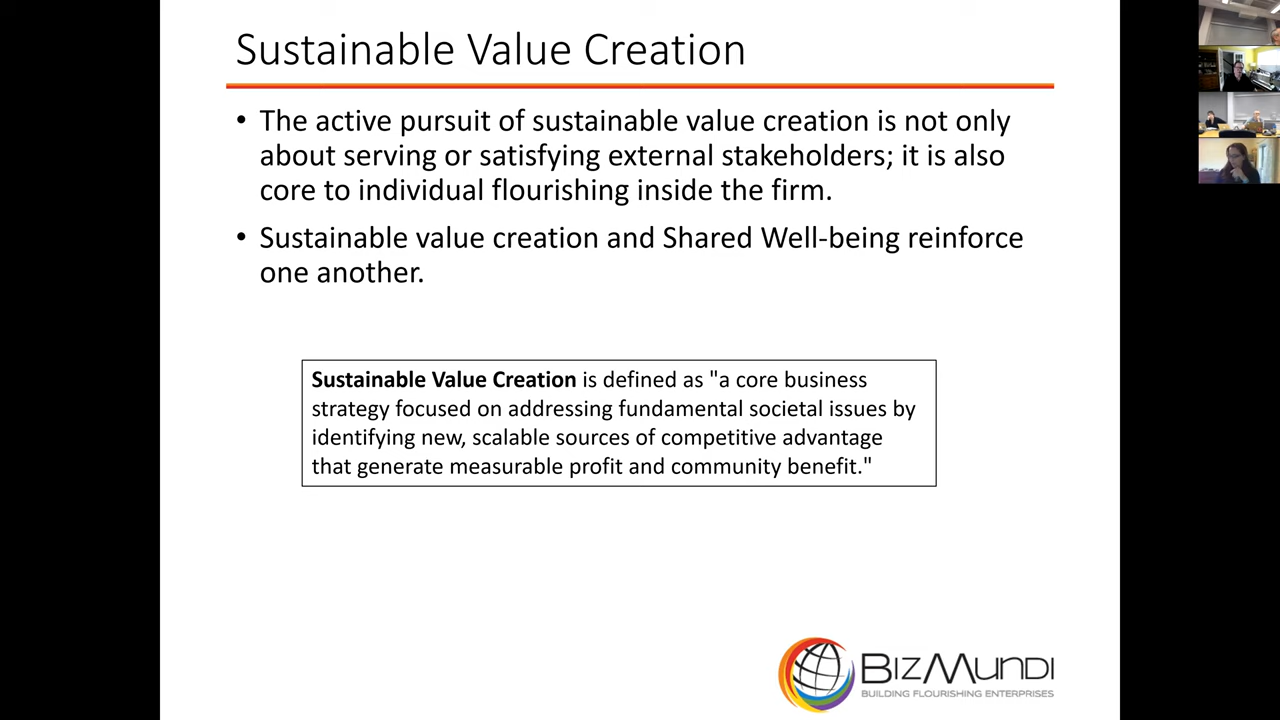 Sustainable Value Creation
• The active pursuit of sustainable value creation is not only
about serving or satisfying external stakeholders; it is also
core to individual flourishing inside the firm.
• Sustainable value creation and Shared Well-being reinforce
one another.
Sustainable Value Creation is defined as "a core business
strategy focused on addressing fundamental societal issues by
identifying new, scalable sources of competitive advantage
that generate measurable profit and community benefit."
BIZMUNDI
BUILDING FLOURISHING ENTERPRISES